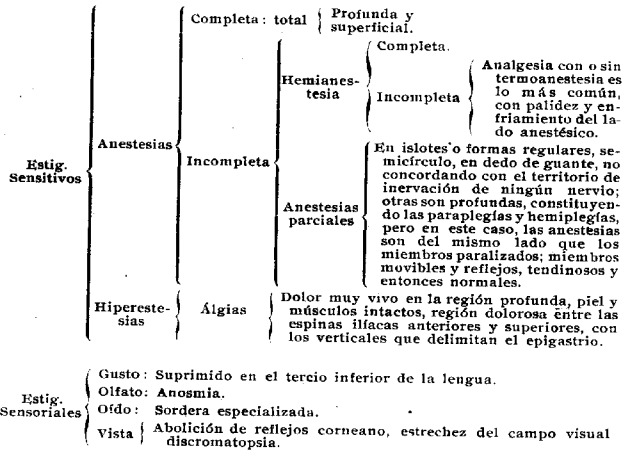 Completa: total
Profunda y
superficial.
Completa.
Hemianes-
tesia
Incompleta
Analgesia con o sin
termoanestesia es
lo más común,
con palidez y en-
friamiento del la-
do anestésico.
Anestesias
Incompleta
Estig.
Sensitivos
Anestesias
parciales
En islotes o formas regulares, se-
micírculo, en dedo de guante, no
concordando con el territorio de
inervación de ningún nervio;
otras son profundas, constituyen-
do las paraplegías y hemiplegías,
pero en este caso, las anestesias
son del mismo lado que los
miembros paralizados; miembros
movibles y reflejos, tendinosos y
entonces normales.
Hipereste-
sias
Álgias
Dolor muy vivo en la región profunda, piel y
músculos intactos, región dolorosa entre las
espinas ilíacas anteriores y superiores, con
los verticales que delimitan el epigastrio.
Estig.
Sensoriales
Gusto: Suprimido en el tercio inferior de la lengua.
Olfato: Anosmia.
Oído: Sordera especializada.
Vista
Abolición de reflejos corneano, estrechez del campo visual
discromatopsia.